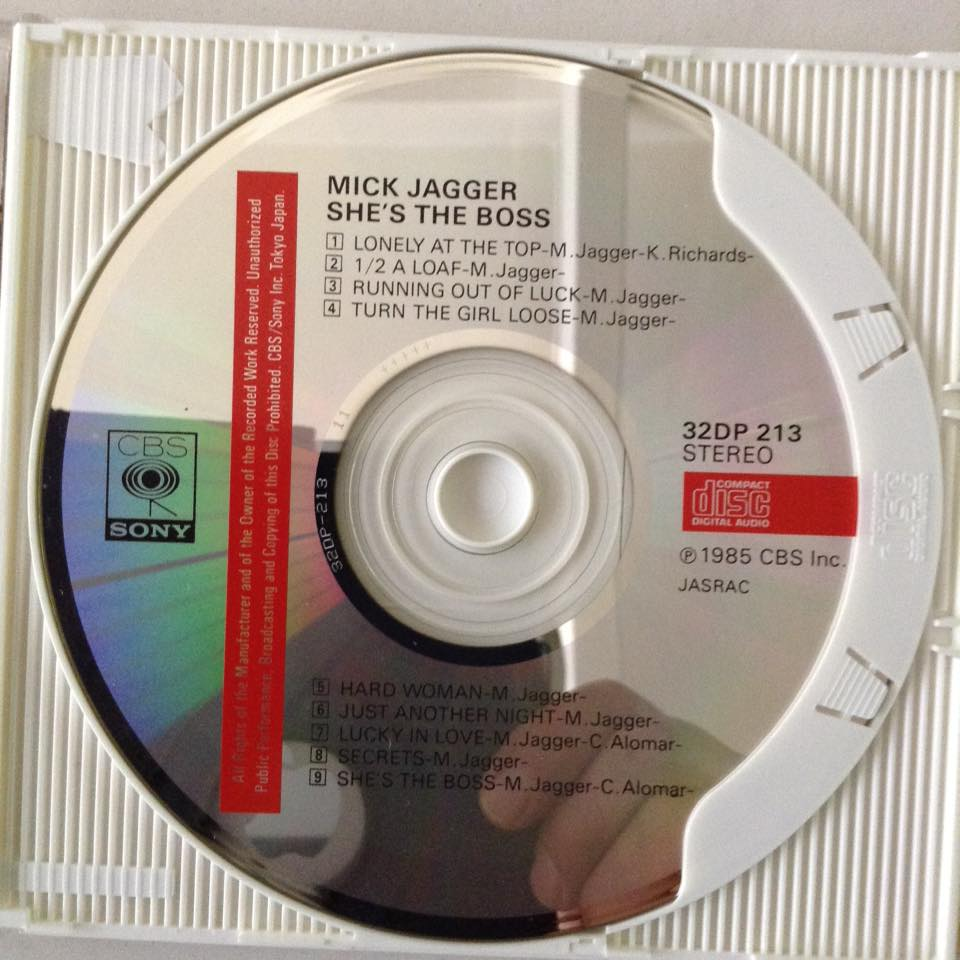 MICK JAGGER
SHE'S THE BOSS
1 LONELY AT THE TOP-M.Jagger-K.Richards-
2 1/2 A LOAF-M.Jagger-
3 RUNNING OUT OF LUCK-M.Jagger-
4 TURN THE GIRL LOOSE-M.Jagger-
All Rights of the Manufacturer and of the Owner of the Recorded Work Reserved. Unauthorized
Public Performance, Broadcasting and Copying of this Disc Prohibited. CBS/Sony Inc. Tokyo Japan.
CBS
SONY
32DP-213
11
32DP 213
STEREO
COMPACT
disc
DIGITAL AUDIO
℗1985 CBS Inc.
JASRAC
5 HARD WOMAN-M.Jagger-
6 JUST ANOTHER NIGHT-M.Jagger-
7 LUCKY IN LOVE-M.Jagger-C.Alomar-
8 SECRETS-M.Jagger-
9 SHE'S THE BOSS-M.Jagger-C.Alomar-